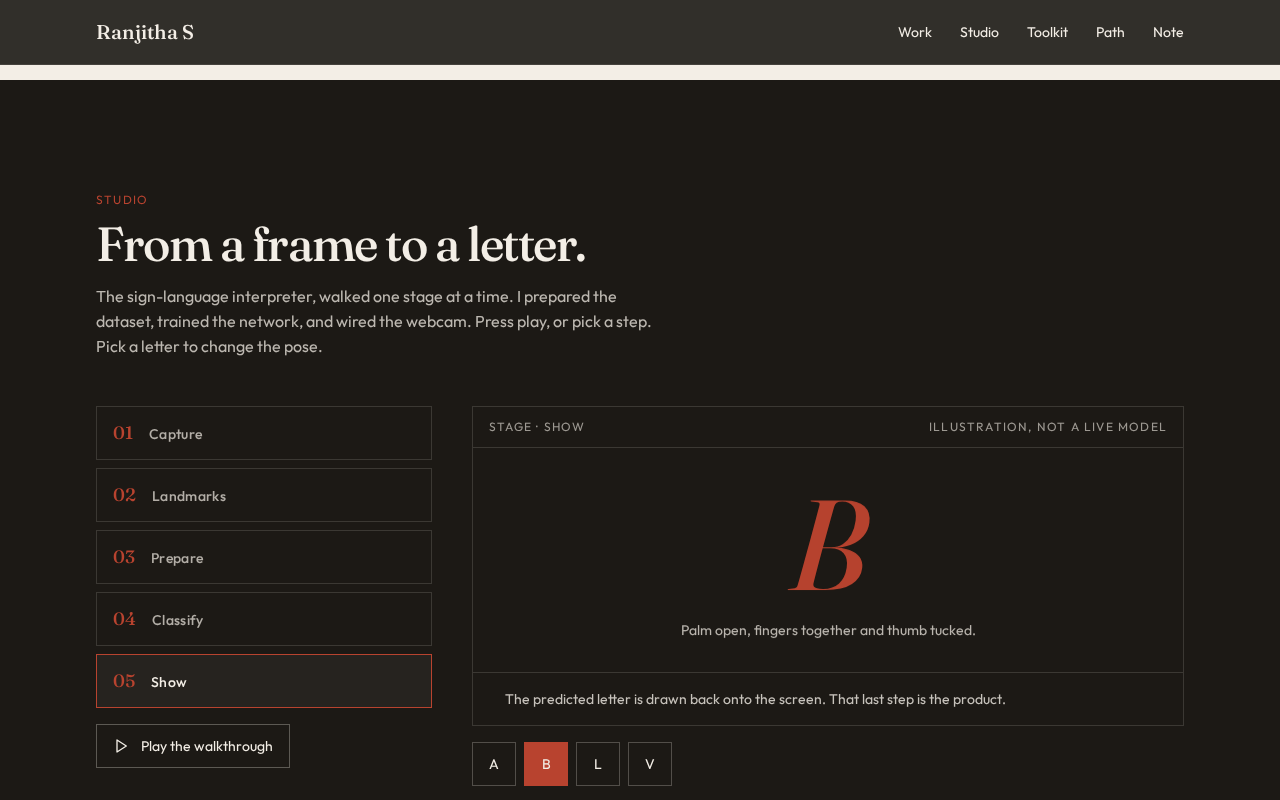 Ranjitha S
Work
Studio
Toolkit
Path
Note
STUDIO
From a frame to a letter.
The sign-language interpreter, walked one stage at a time. I prepared the
dataset, trained the network, and wired the webcam. Press play, or pick a step.
Pick a letter to change the pose.
01 Capture
02 Landmarks
03 Prepare
04 Classify
05 Show
Play the walkthrough
STAGE · SHOW
ILLUSTRATION, NOT A LIVE MODEL
B
Palm open, fingers together and thumb tucked.
The predicted letter is drawn back onto the screen. That last step is the product.
A
B
L
V